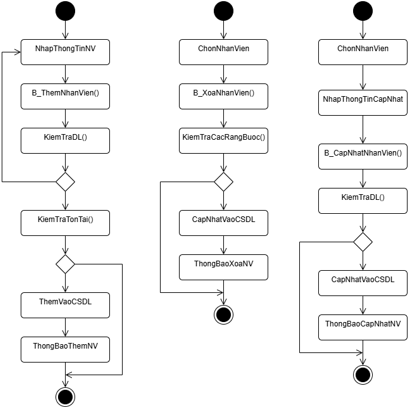 NhapThongTinNV
B_ThemNhanVien()
KiemTraDL()
KiemTraTonTai()
ThemVaoCSDL
ThongBaoThemNV
ChonNhanVien
B_XoaNhanVien()
KiemTraCacRangBuoc()
CapNhatVaoCSDL
ThongBaoXoaNV
ChonNhanVien
NhapThongTinCapNhat
B_CapNhatNhanVien()
KiemTraDL()
CapNhatVaoCSDL
ThongBaoCapNhatNV